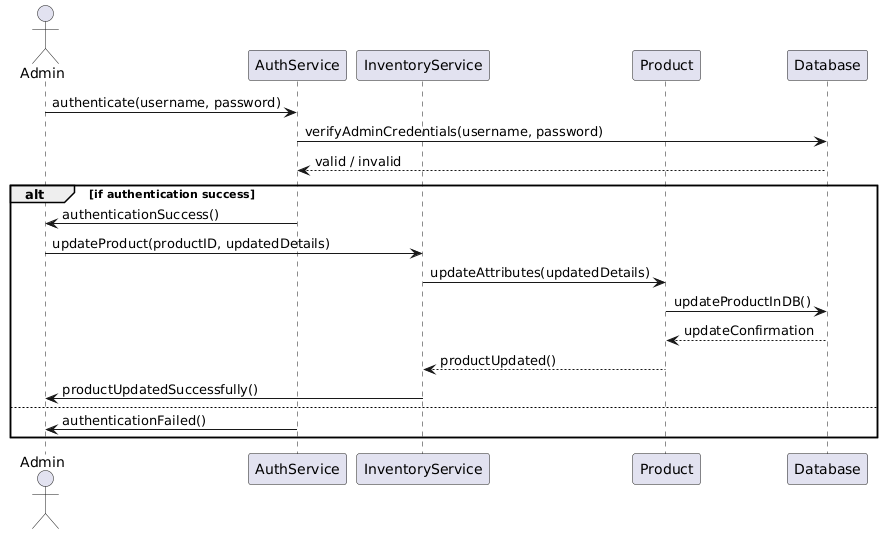 Admin
AuthService
InventoryService
Product
Database
authenticate(username, password)
verifyAdminCredentials(username, password)
valid / invalid
alt
[if authentication success]
authenticationSuccess()
updateProduct(productID, updatedDetails)
updateAttributes(updatedDetails)
updateProductInDB()
updateConfirmation
productUpdated()
productUpdatedSuccessfully()
authenticationFailed()
Admin
AuthService
InventoryService
Product
Database